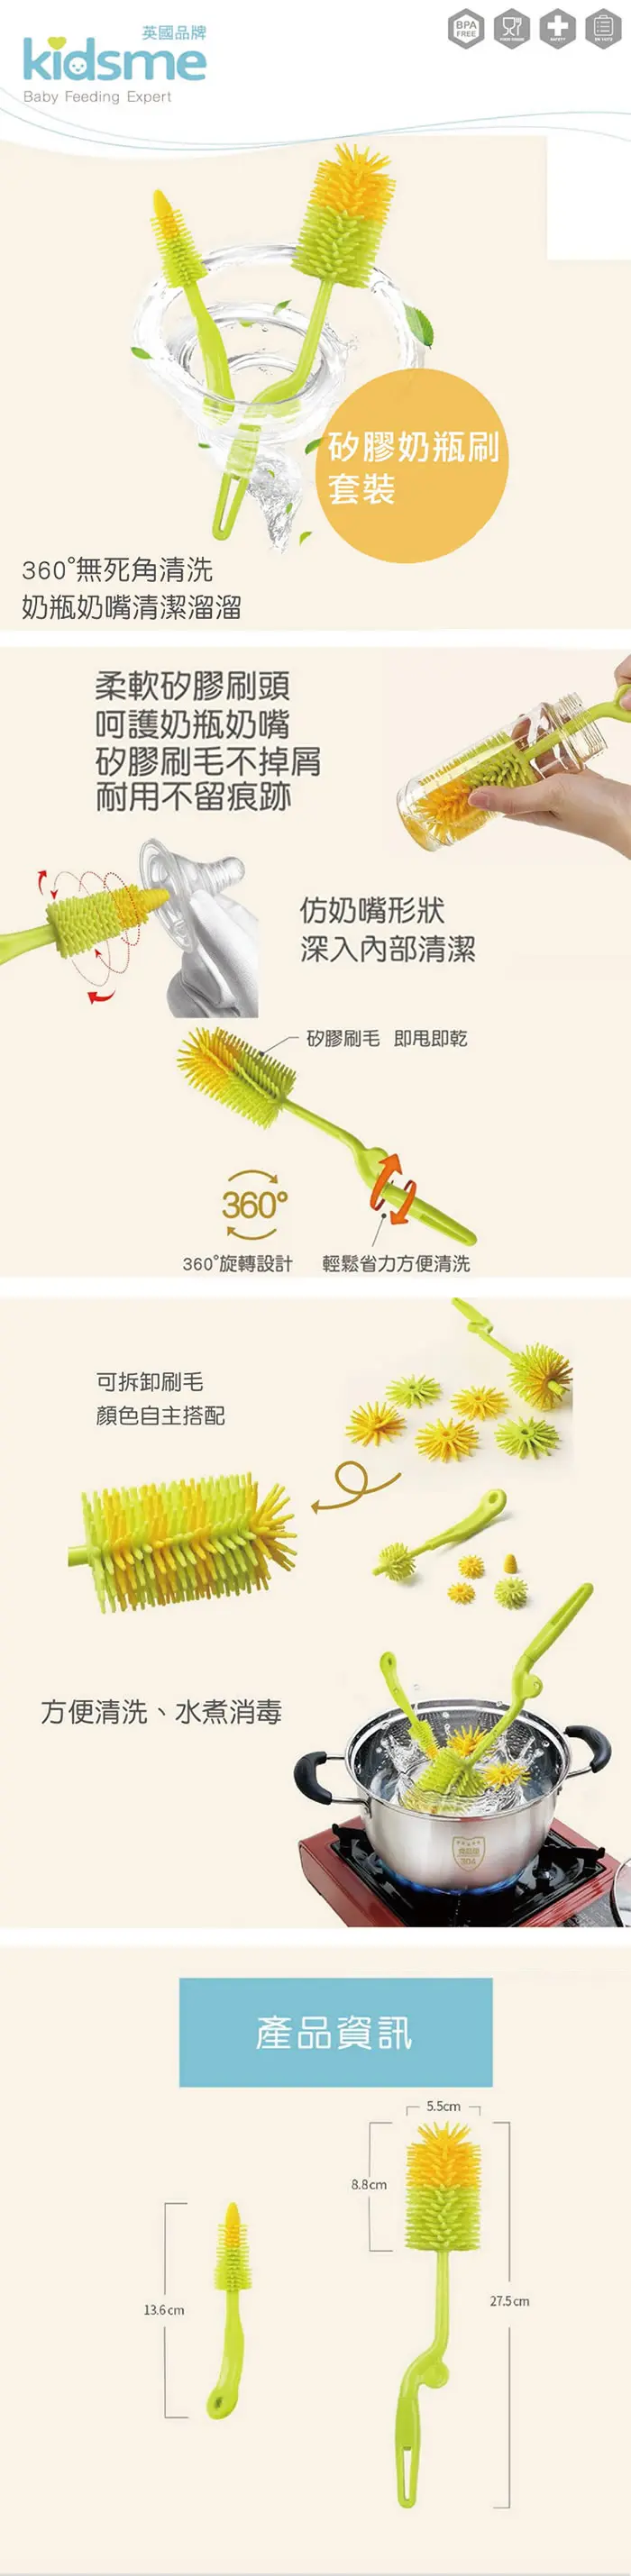 英國品牌
kidsme
Baby Feeding Expert
BPA
FREE
FOOD GRADE
SAFETY
EN 14372
矽膠奶瓶刷
套裝
360°無死角清洗
奶瓶奶嘴清潔溜溜
柔軟矽膠刷頭
呵護奶瓶奶嘴
矽膠刷毛不掉屑
耐用不留痕跡
仿奶嘴形狀
深入內部清潔
矽膠刷毛 即甩即乾
360°
360°旋轉設計
輕鬆省力方便清洗
可拆卸刷毛
顏色自主搭配
方便清洗、水煮消毒
304
產品資訊
5.5cm
8.8cm
13.6cm
27.5cm